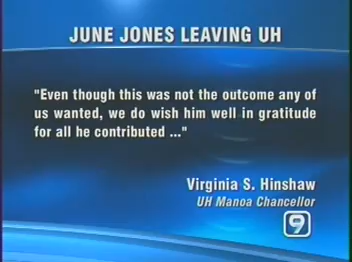 JUNE JONES LEAVING UH
"Even though this was not the outcome any of
us wanted, we do wish him well in gratitude
for all he contributed ..."
Virginia S. Hinshaw
UH Manoa Chancellor
9